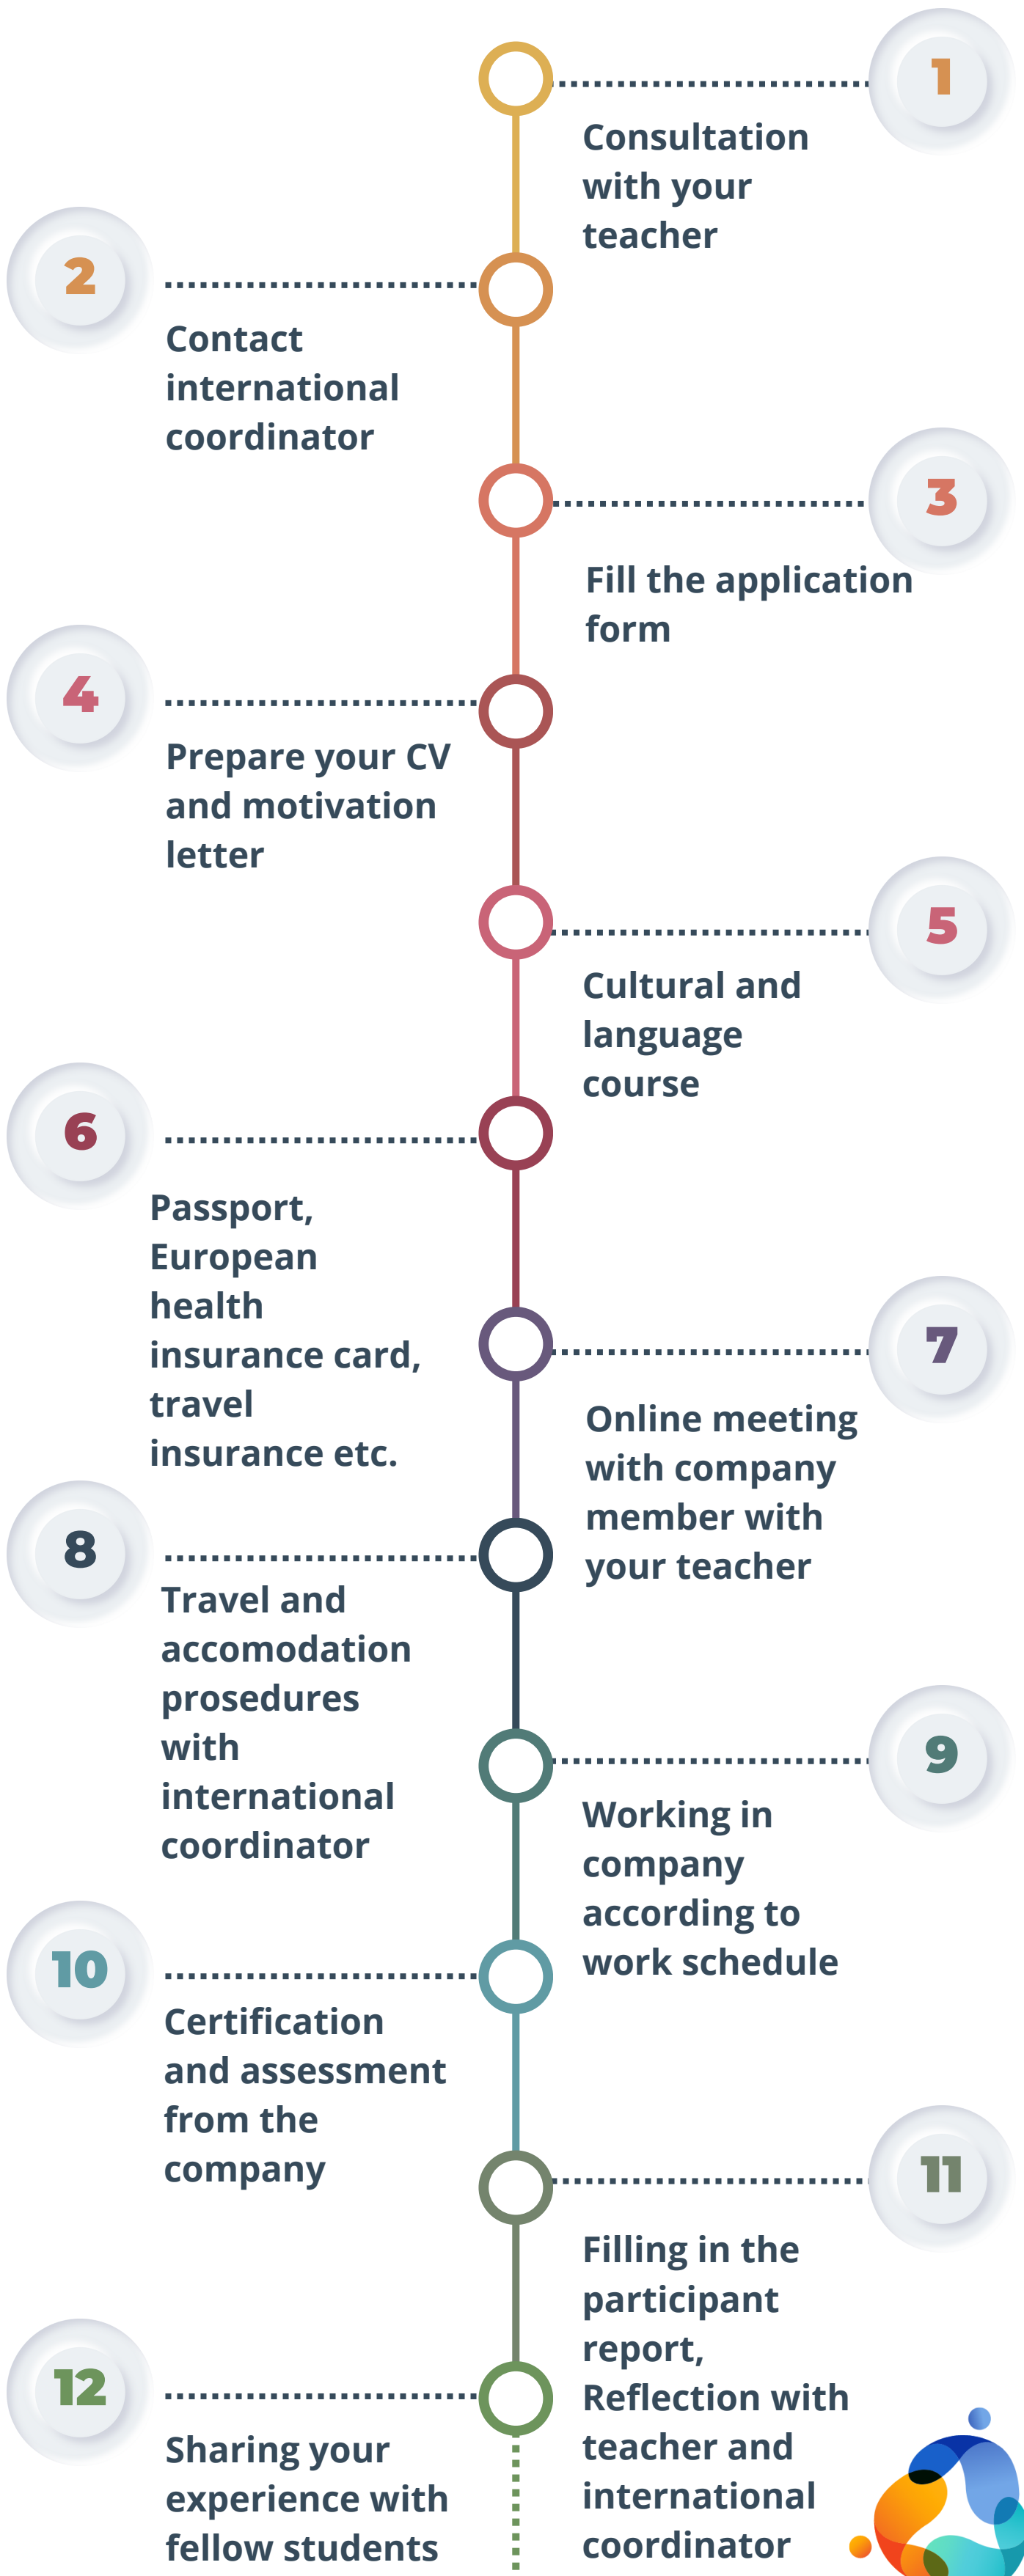 1
Consultation
with your
teacher
2
Contact
international
coordinator
3
Fill the application
form
4
Prepare your CV
and motivation
letter
5
Cultural and
language
course
6
Passport,
European
health
insurance card,
travel
insurance etc.
7
Online meeting
with company
member with
your teacher
8
Travel and
accomodation
prosedures
with
international
coordinator
9
Working in
company
according to
work schedule
10
Certification
and assessment
from the
company
11
Filling in the
participant
report,
Reflection with
teacher and
international
coordinator
12
Sharing your
experience with
fellow students